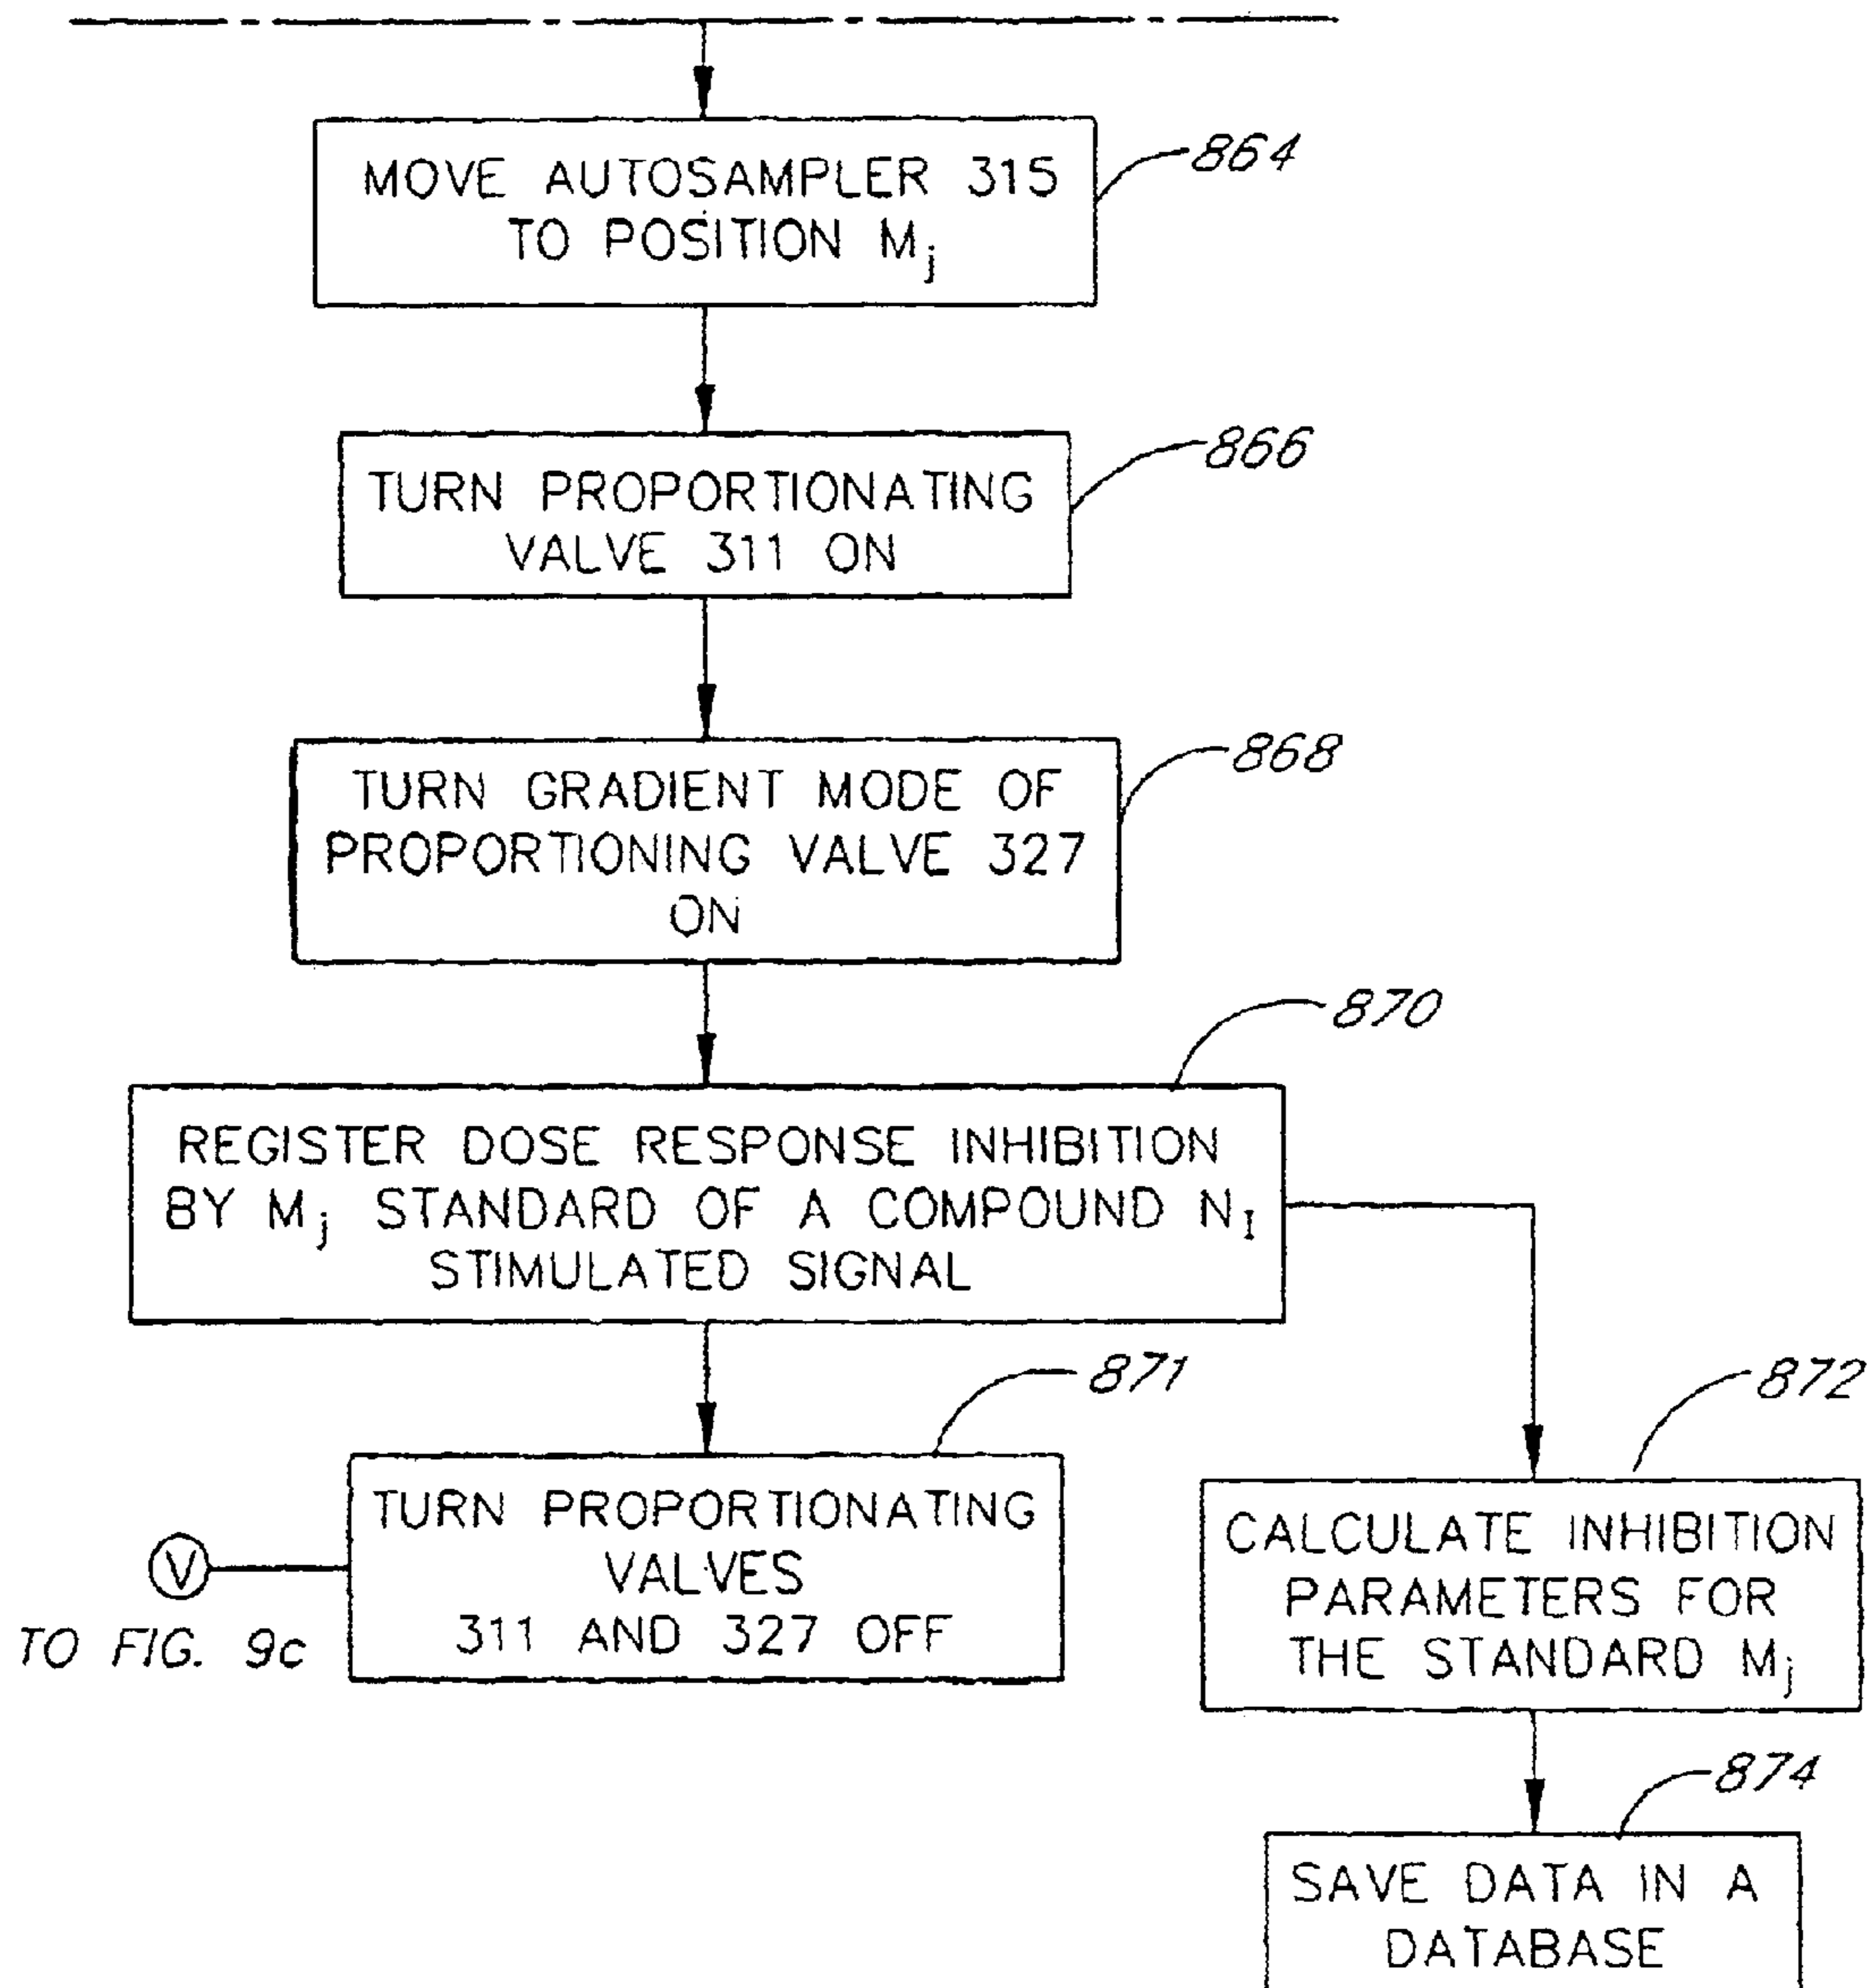 864
MOVE AUTOSAMPLER 315
TO POSITION Mj
866
TURN PROPORTIONATING
VALVE 311 ON
868
TURN GRADIENT MODE OF
PROPORTIONING VALVE 327
ON
870
REGISTER DOSE RESPONSE INHIBITION
BY Mj STANDARD OF A COMPOUND NI
STIMULATED SIGNAL
871
TURN PROPORTIONATING
VALVES
311 AND 327 OFF
V
TO FIG. 9c
872
CALCULATE INHIBITION
PARAMETERS FOR
THE STANDARD Mj
874
SAVE DATA IN A
DATABASE